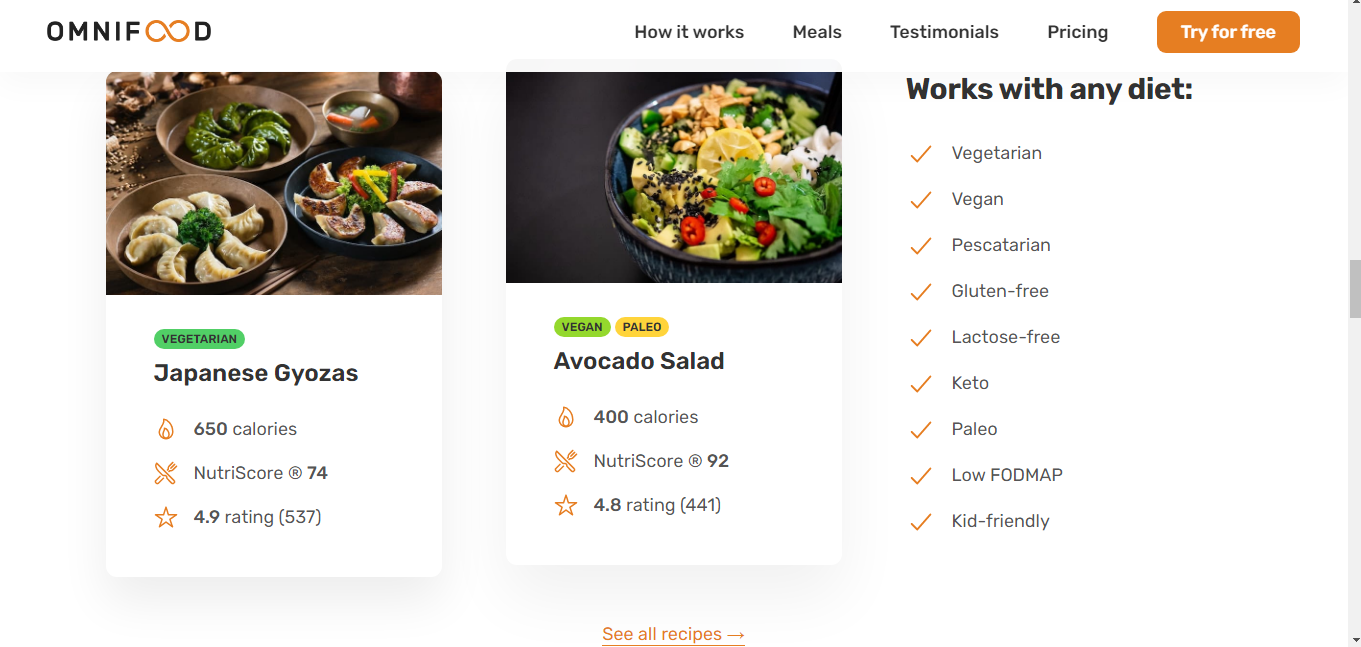 OMNIFOOD
How it works
Meals
Testimonials
Pricing
Try for free
VEGETARIAN
Japanese Gyozas
650 calories
NutriScore ® 74
4.9 rating (537)
VEGAN PALEO
Avocado Salad
400 calories
NutriScore ® 92
4.8 rating (441)
Works with any diet:
Vegetarian
Vegan
Pescatarian
Gluten-free
Lactose-free
Keto
Paleo
Low FODMAP
Kid-friendly
See all recipes →